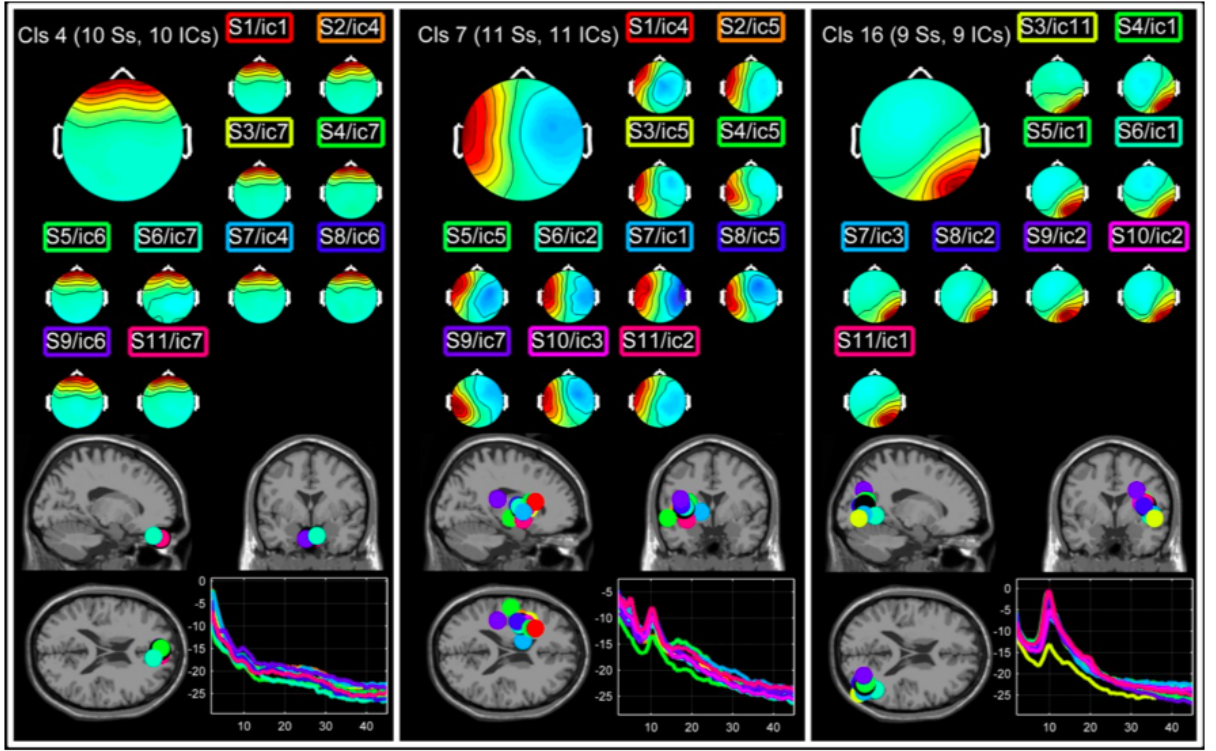 Cls 4 (10 Ss, 10 ICs)
S1/ic1 S2/ic4
S3/ic7 S4/ic7
S5/ic6 S6/ic7 S7/ic4 S8/ic6
S9/ic6 S11/ic7
0
-5
-10
-15
-20
-25
10 20 30 40
Cls 7 (11 Ss, 11 ICs)
S1/ic4 S2/ic5
S3/ic5 S4/ic5
S5/ic5 S6/ic2 S7/ic1 S8/ic5
S9/ic7 S10/ic3 S11/ic2
-5
-10
-15
-20
-25
10 20 30 40
Cls 16 (9 Ss, 9 ICs)
S3/ic11 S4/ic1
S5/ic1 S6/ic1
S7/ic3 S8/ic2 S9/ic2 S10/ic2
S11/ic1
0
-5
-10
-15
-20
-25
10 20 30 40